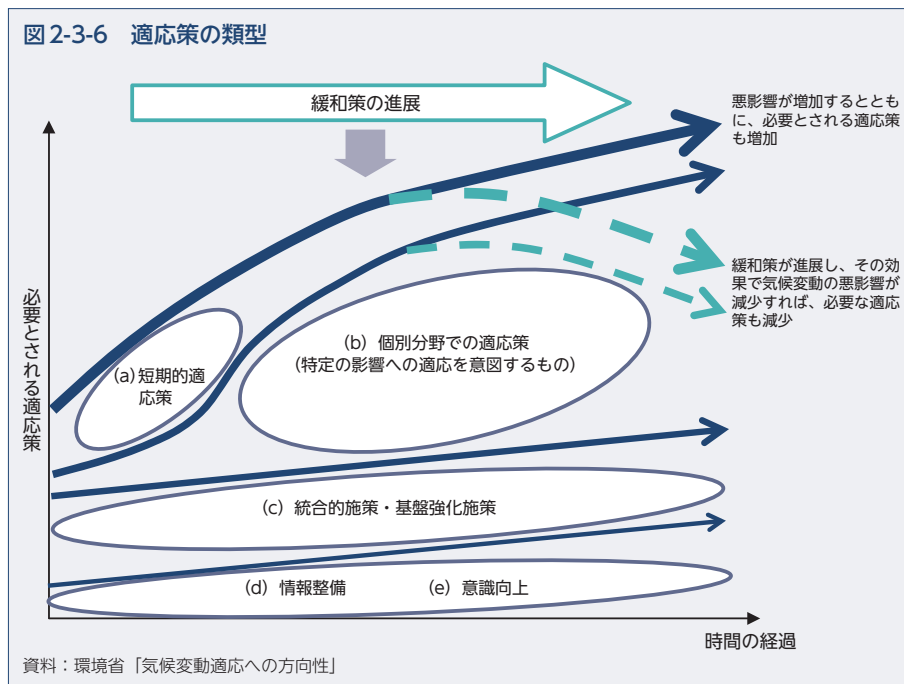 図2-3-6　適応策の類型
緩和策の進展
悪影響が増加するととも
に、必要とされる適応策
も増加
緩和策が進展し、その効
果で気候変動の悪影響が
減少すれば、必要な適応
策も減少
必要とされる適応策
(a)短期的適
応策
(b) 個別分野での適応策
(特定の影響への適応を意図するもの)
(c) 統合的施策・基盤強化施策
(d) 情報整備
(e) 意識向上
時間の経過
資料：環境省「気候変動適応への方向性」